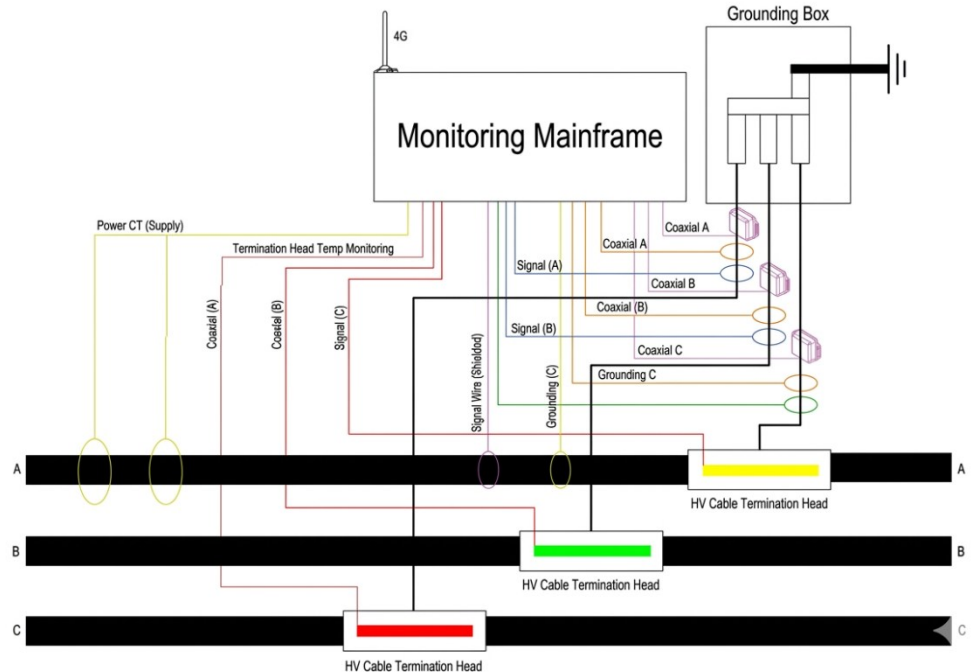 Grounding Box
4G
Monitoring Mainframe
Power CT (Supply)
Termination Head Temp Monitoring
Coaxial A
Coaxial A
Signal (A)
Coaxial B
Coaxial (B)
Signal (B)
Coaxial C
Grounding C
Coaxial (A)
Coaxial (B)
Signal (C)
Signal Wire (Shielded)
Grounding (C)
A
A
HV Cable Termination Head
B
B
HV Cable Termination Head
C
C
HV Cable Termination Head